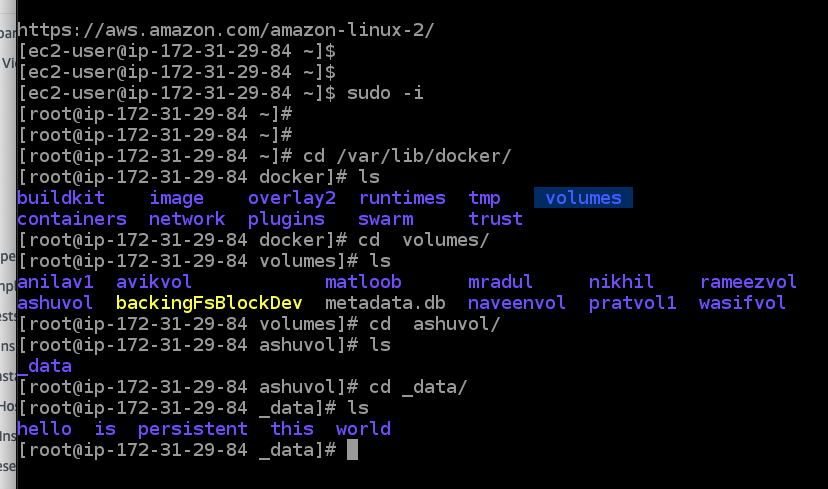 https://aws.amazon.com/amazon-linux-2/
[ec2-user@ip-172-31-29-84 ~]$
[ec2-user@ip-172-31-29-84 ~]$
[ec2-user@ip-172-31-29-84 ~]$ sudo -i
[root@ip-172-31-29-84 ~]#
[root@ip-172-31-29-84 ~]#
[root@ip-172-31-29-84 ~]# cd /var/lib/docker/
[root@ip-172-31-29-84 docker]# ls
buildkit    image    overlay2  runtimes  tmp    volumes
containers  network  plugins   swarm     trust
[root@ip-172-31-29-84 docker]# cd  volumes/
[root@ip-172-31-29-84 volumes]# ls
anilav1  avikvol            matloob      mradul     nikhil    rameezvol
ashuvol  backingFsBlockDev  metadata.db  naveenvol  pratvol1  wasifvol
[root@ip-172-31-29-84 volumes]# cd  ashuvol/
[root@ip-172-31-29-84 ashuvol]# ls
_data
[root@ip-172-31-29-84 ashuvol]# cd _data/
[root@ip-172-31-29-84 _data]# ls
hello  is  persistent  this  world
[root@ip-172-31-29-84 _data]#